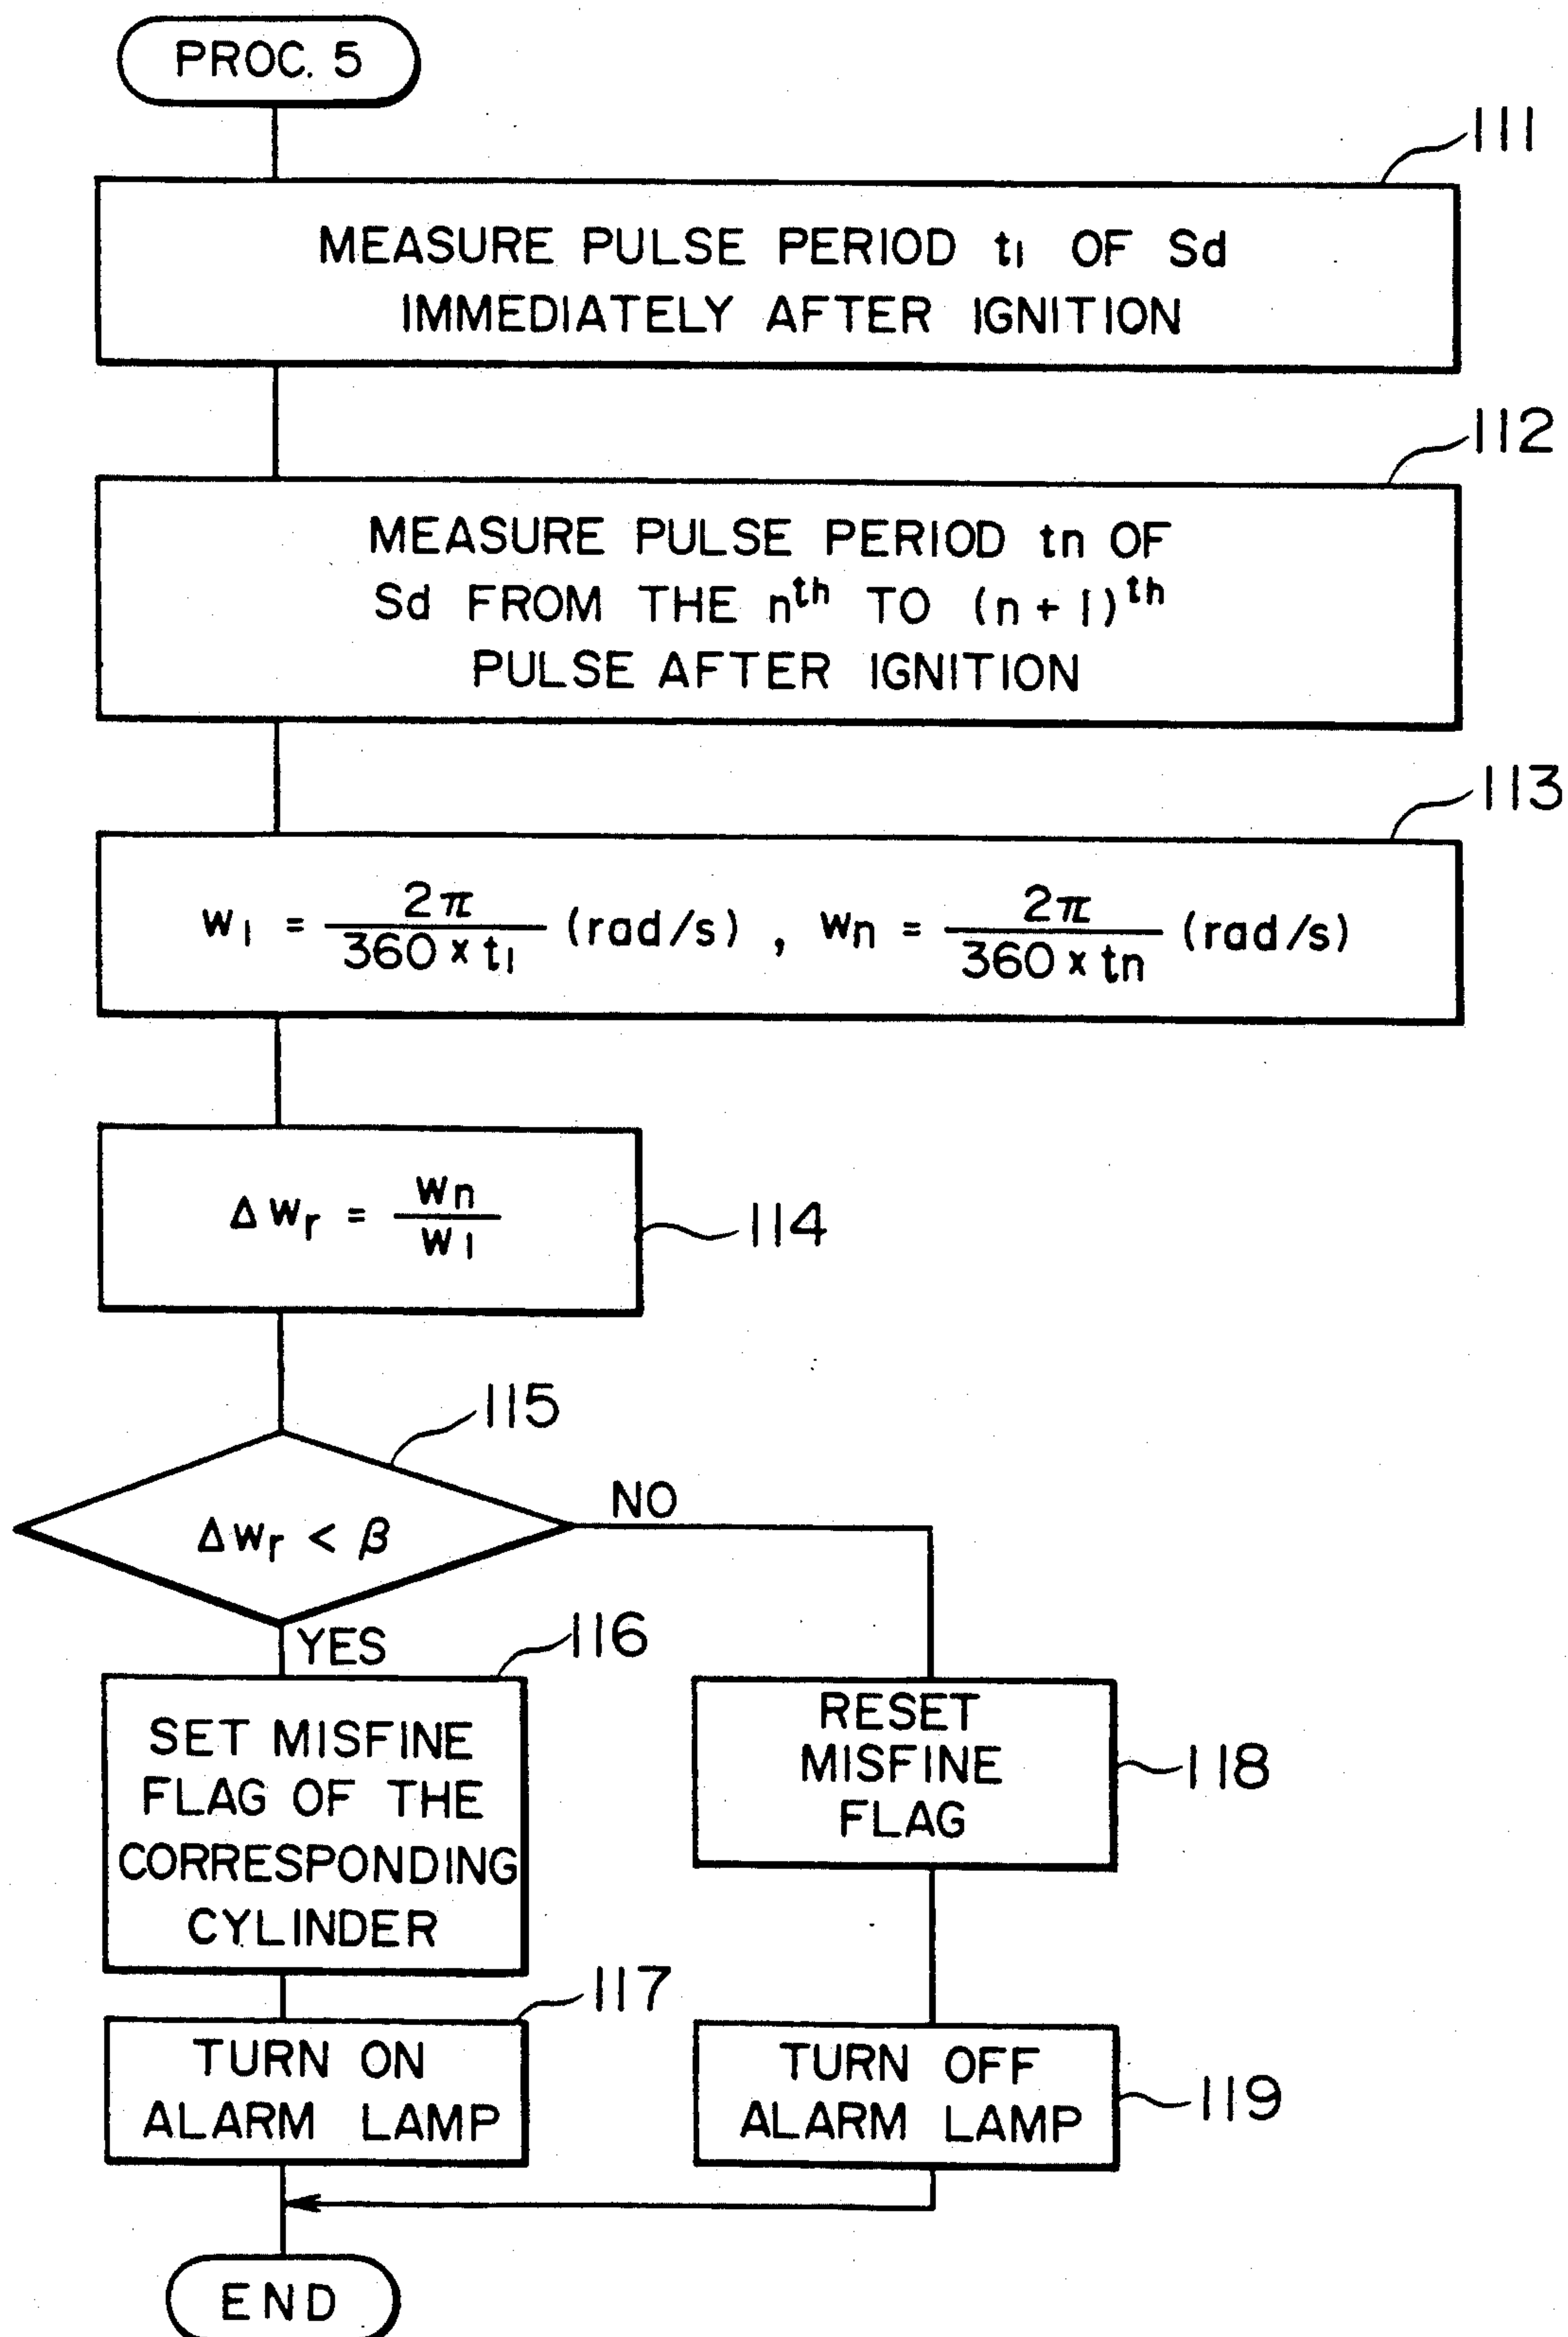 PROC. 5
111
MEASURE PULSE PERIOD t₁ OF Sd
IMMEDIATELY AFTER IGNITION
112
MEASURE PULSE PERIOD tn OF
Sd FROM THE nᵗʰ TO (n + 1)ᵗʰ
PULSE AFTER IGNITION
113
w₁ = 2π / 360 × t₁ (rad/s) , wn = 2π / 360 × tn (rad/s)
Δwr = wn / w₁
114
115
Δwr < β
NO
YES
116
SET MISFINE
FLAG OF THE
CORRESPONDING
CYLINDER
RESET
MISFINE
FLAG
118
117
TURN ON
ALARM LAMP
TURN OFF
ALARM LAMP
119
END